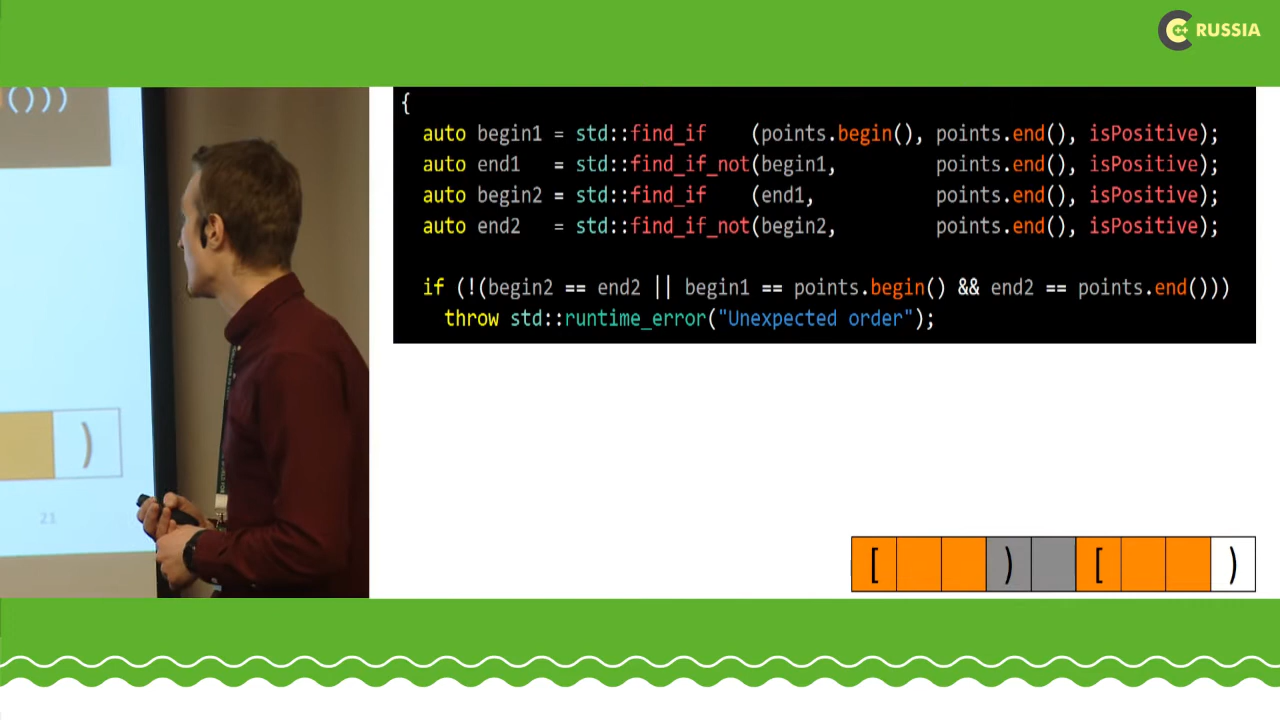 C++ RUSSIA
()))
{
auto begin1 = std::find_if    (points.begin(), points.end(), isPositive);
auto end1   = std::find_if_not(begin1,         points.end(), isPositive);
auto begin2 = std::find_if    (end1,           points.end(), isPositive);
auto end2   = std::find_if_not(begin2,         points.end(), isPositive);
if (!(begin2 == end2 || begin1 == points.begin() && end2 == points.end()))
throw std::runtime_error("Unexpected order");
)
21
[ ) [ )